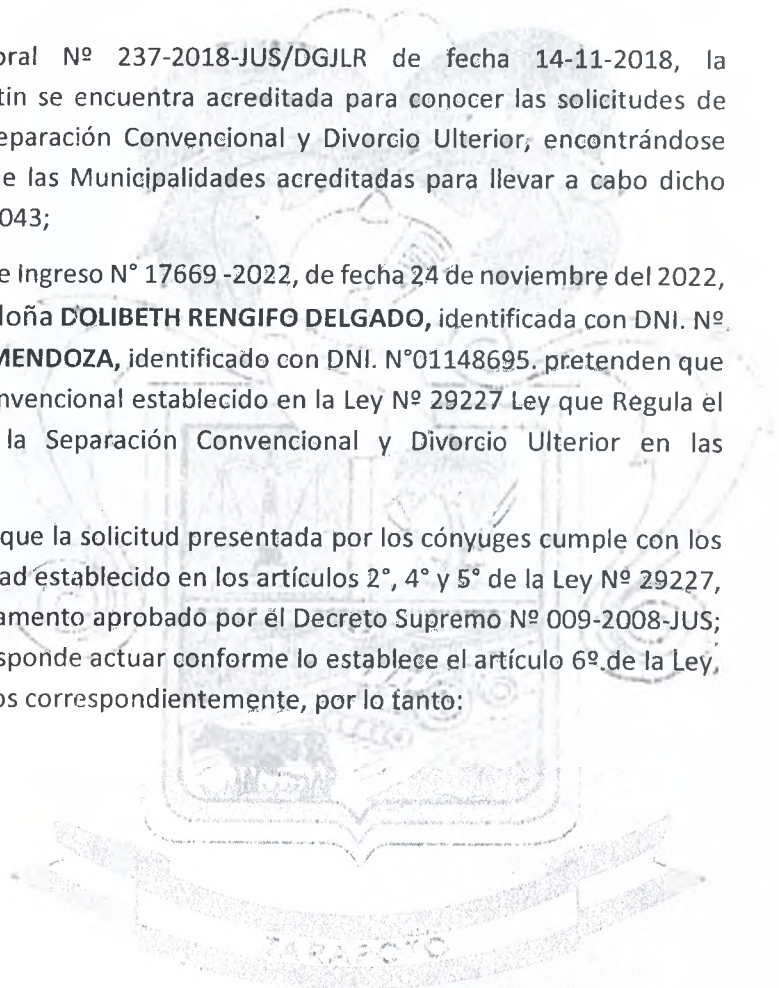 oral Nº 237-2018-JUS/DGJLR de fecha 14-11-2018, la
tin se encuentra acreditada para conocer las solicitudes de
eparación Convencional y Divorcio Ulterior, encontrándose
e las Municipalidades acreditadas para llevar a cabo dicho
043;
e Ingreso N° 17669 -2022, de fecha 24 de noviembre del 2022,
doña DOLIBETH RENGIFO DELGADO, identificada con DNI. Nº
MENDOZA, identificado con DNI. N°01148695. pretenden que
nvencional establecido en la Ley Nº 29227 Ley que Regula el
la Separación Convencional y Divorcio Ulterior en las
que la solicitud presentada por los cónyuges cumple con los
ad establecido en los artículos 2°, 4° y 5° de la Ley Nº 29227,
amento aprobado por el Decreto Supremo Nº 009-2008-JUS;
sponde actuar conforme lo establece el artículo 6º.de la Ley,
os correspondientemente, por lo tanto:
TARAPOTO